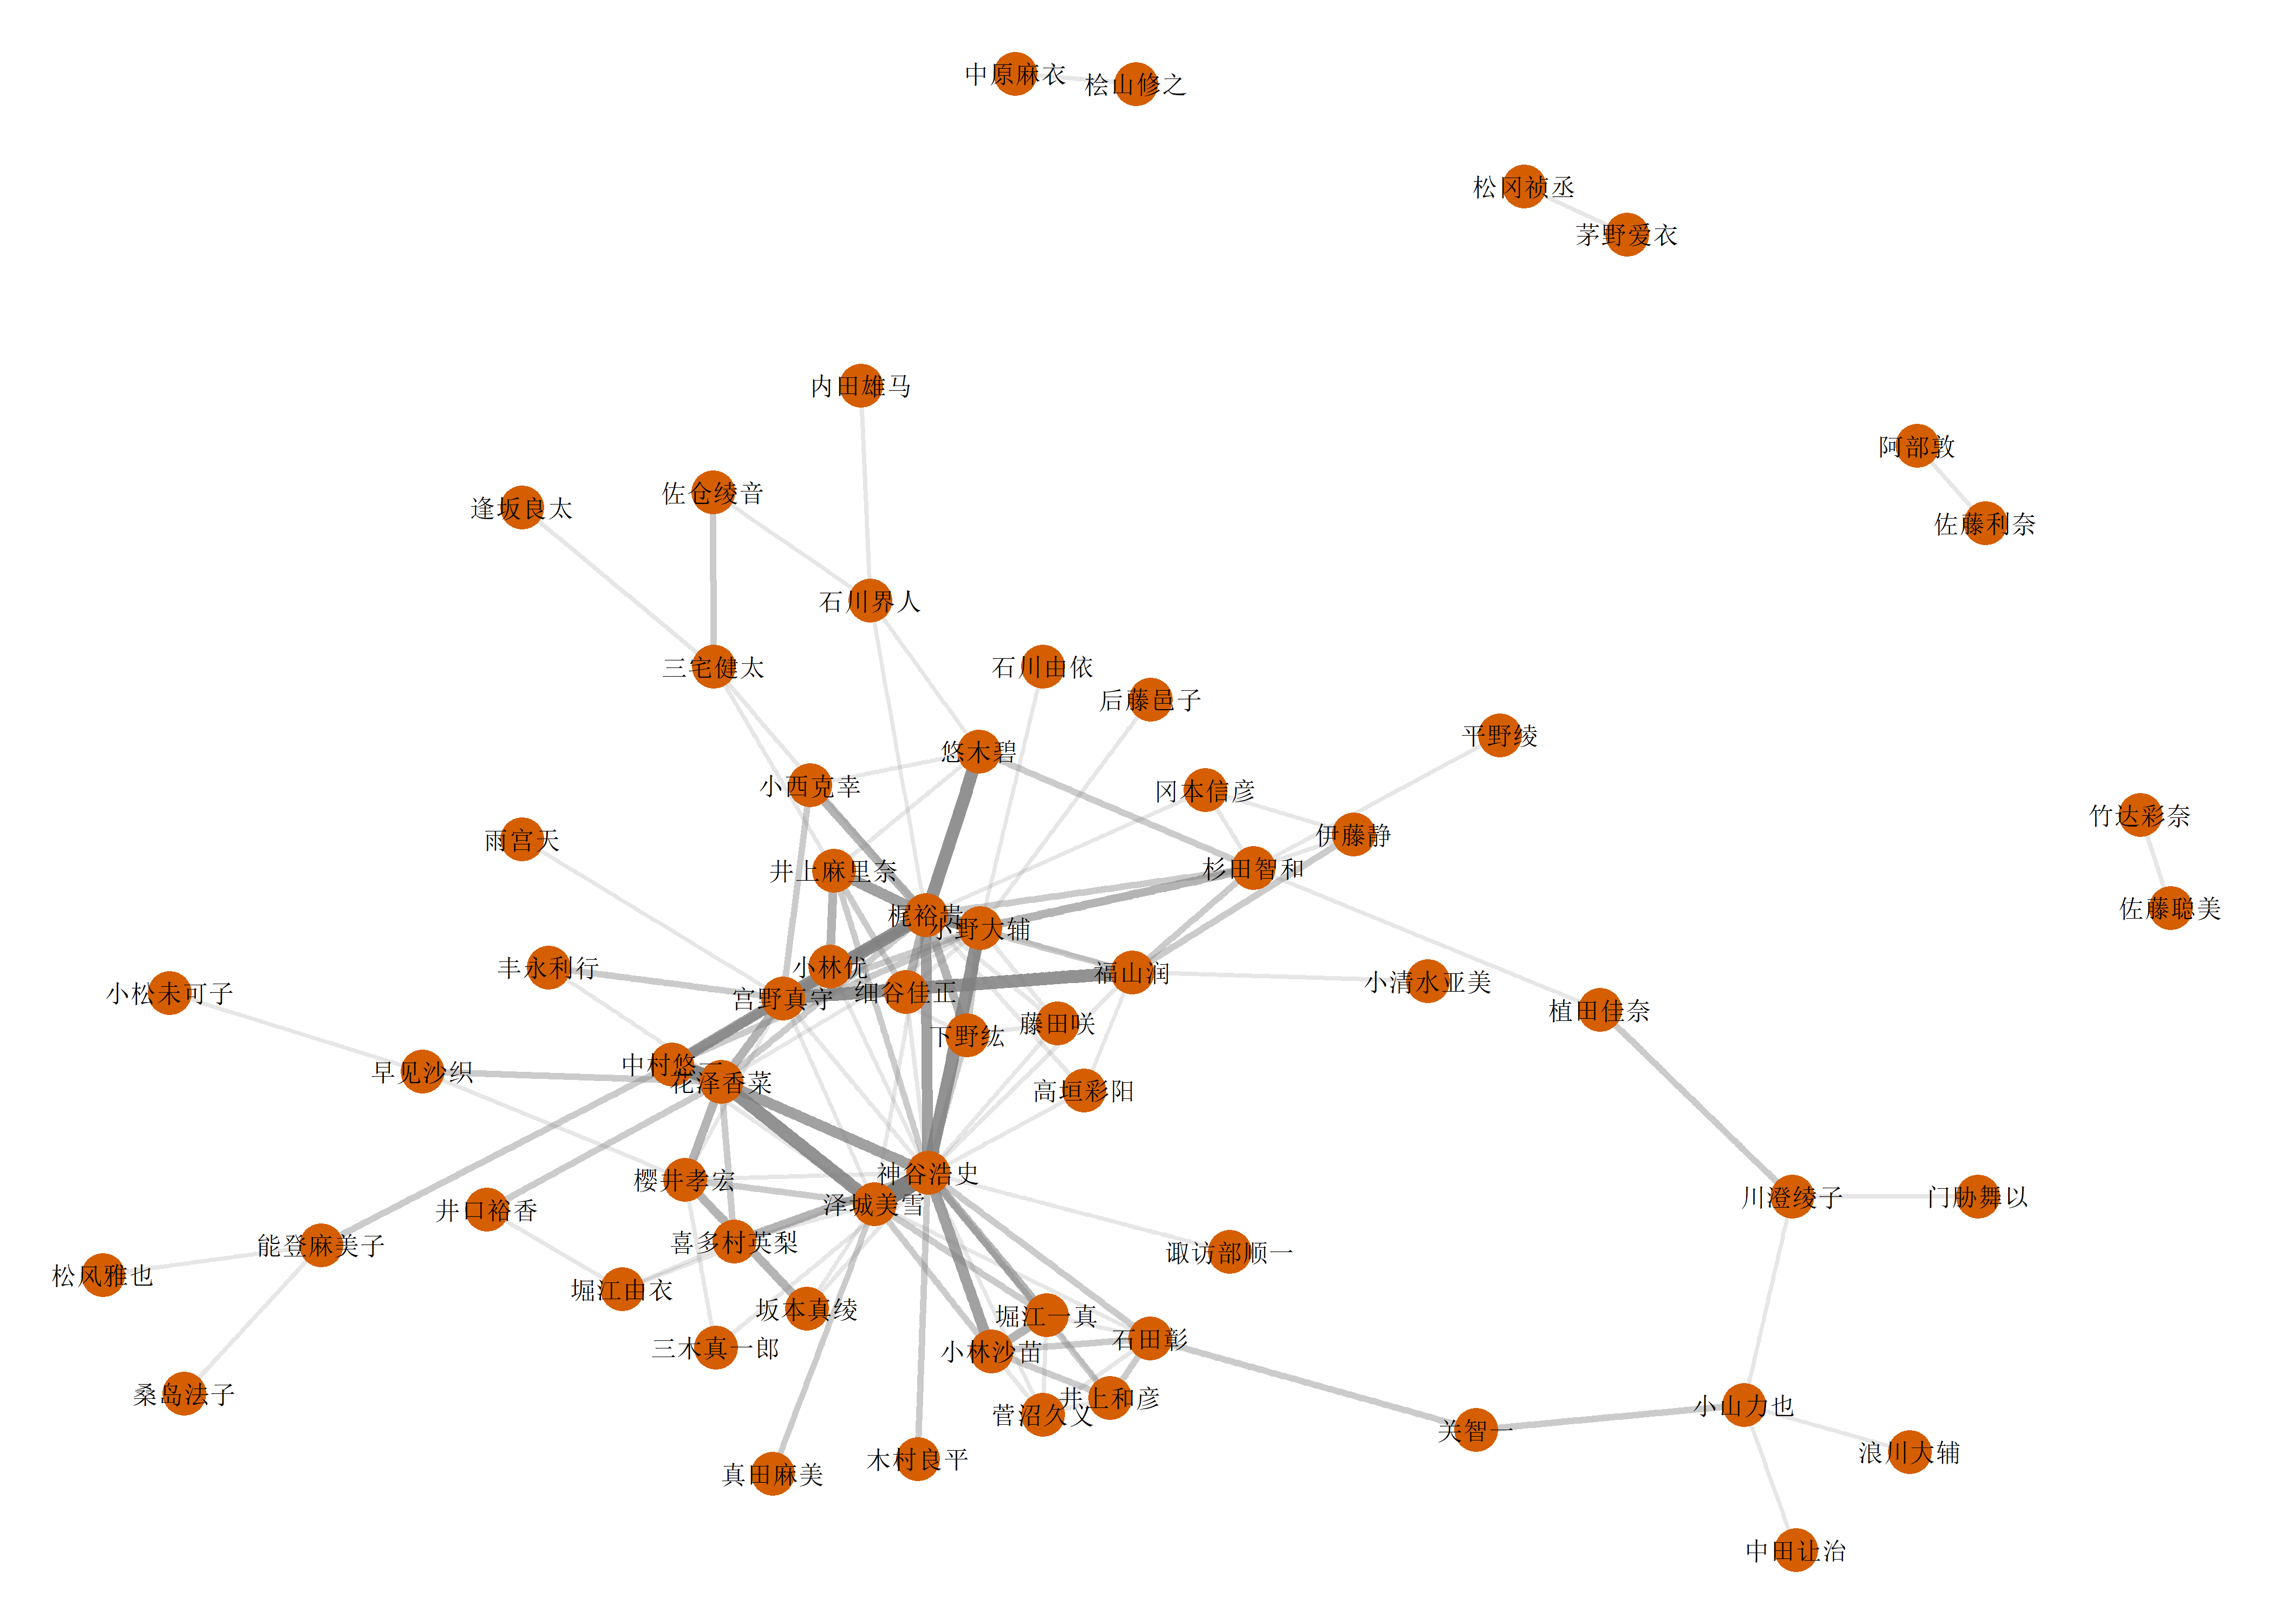 中原麻衣
桧山修之
松冈祯丞
茅野爱衣
内田雄马
阿部敦
佐仓绫音
逢坂良太
佐藤利奈
石川界人
三宅健太
石川由依
后藤邑子
平野绫
悠木碧
小西克幸
冈本信彦
竹达彩奈
伊藤静
雨宫天
井上麻里奈
杉田智和
佐藤聪美
梶裕贵
小野大辅
丰永利行
小林优
福山润
小清水亚美
小松未可子
宫野真守
细谷佳正
植田佳奈
藤田咲
下野纮
中村悠一
早见沙织
花泽香菜
高垣彩阳
神谷浩史
樱井孝宏
川澄绫子
门胁舞以
泽城美雪
井口裕香
喜多村英梨
能登麻美子
诹访部顺一
松风雅也
堀江由衣
坂本真绫
堀江一真
石田彰
三木真一郎
小林沙苗
桑岛法子
井上和彦
小山力也
菅沼久义
关智一
浪川大辅
木村良平
真田麻美
中田让治